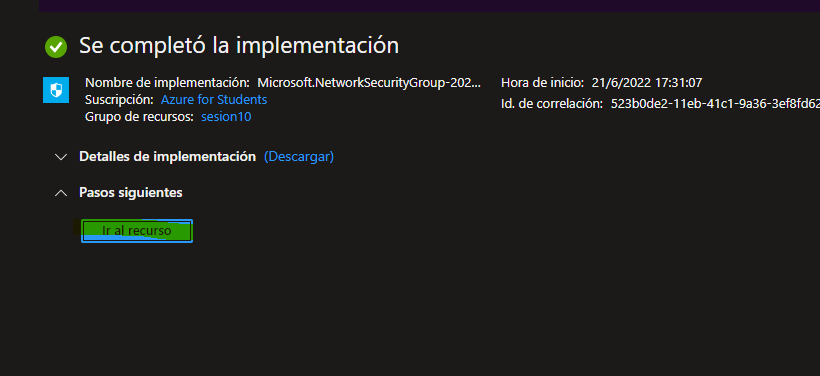 Se completó la implementación
Nombre de implementación: Microsoft.NetworkSecurityGroup-202...
Suscripción: Azure for Students
Grupo de recursos: sesion10
Hora de inicio: 21/6/2022 17:31:07
Id. de correlación: 523b0de2-11eb-41c1-9a36-3ef8fd62
Detalles de implementación (Descargar)
Pasos siguientes
Ir al recurso